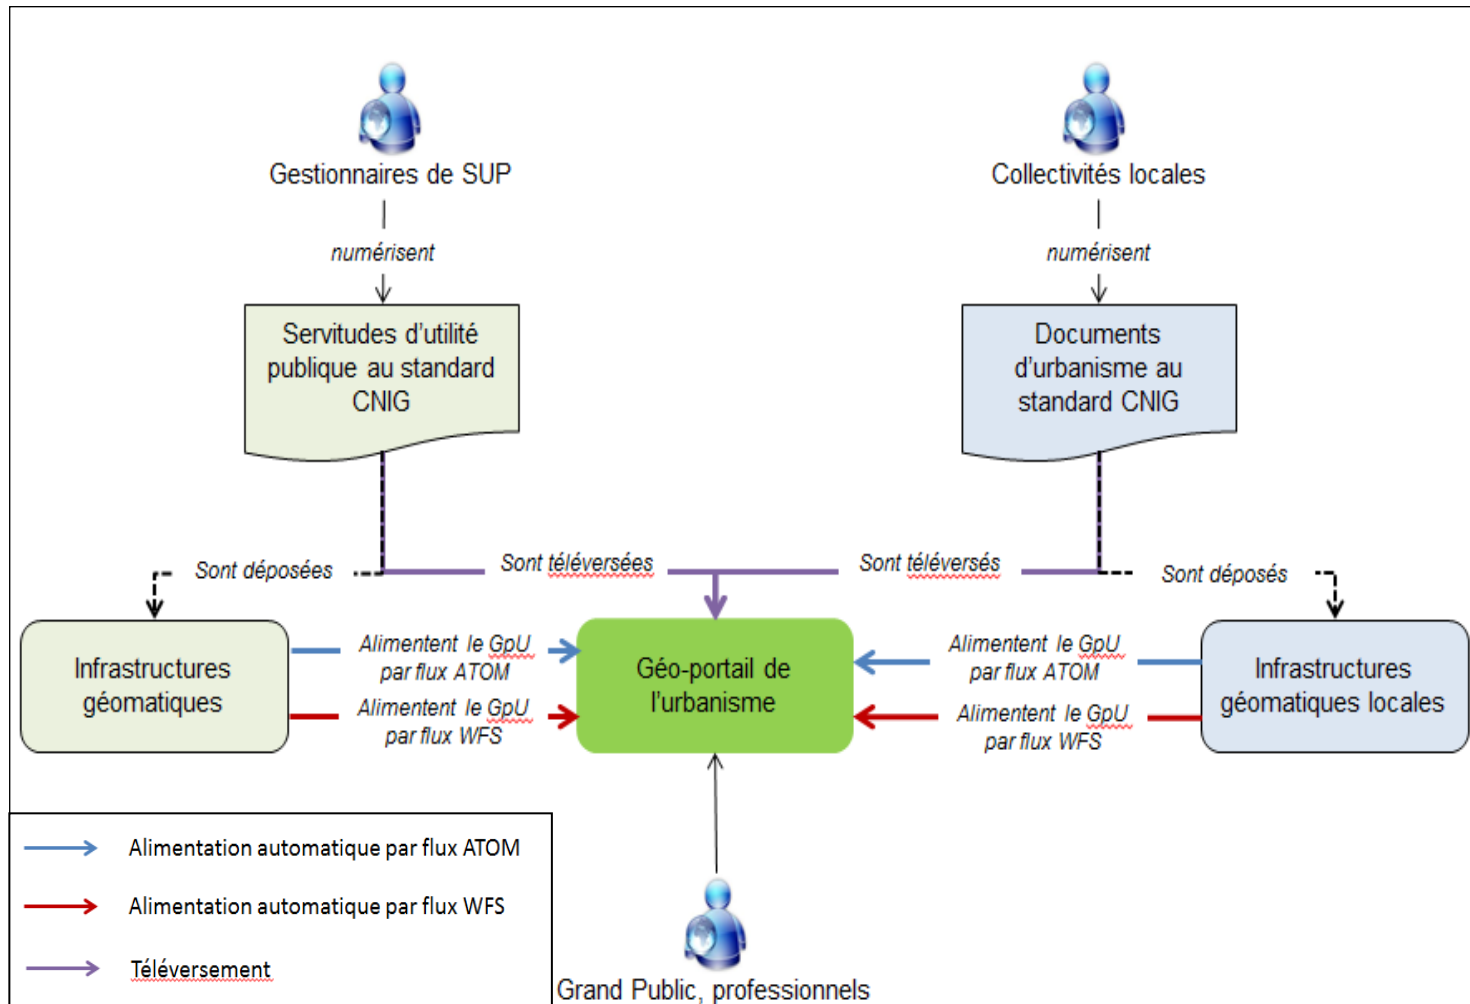 Gestionnaires de SUP
Collectivités locales
numérisent
numérisent
Servitudes d’utilité
publique au standard
CNIG
Documents
d’urbanisme au
standard CNIG
Sont déposées
Sont téléversées
Sont téléversés
Sont déposés
Infrastructures
géomatiques
Alimentent le GpU
par flux ATOM
Alimentent le GpU
par flux WFS
Géo-portail de
l’urbanisme
Alimentent le GpU
par flux ATOM
Alimentent le GpU
par flux WFS
Infrastructures
géomatiques locales
Alimentation automatique par flux ATOM
Alimentation automatique par flux WFS
Téléversement
Grand Public, professionnels